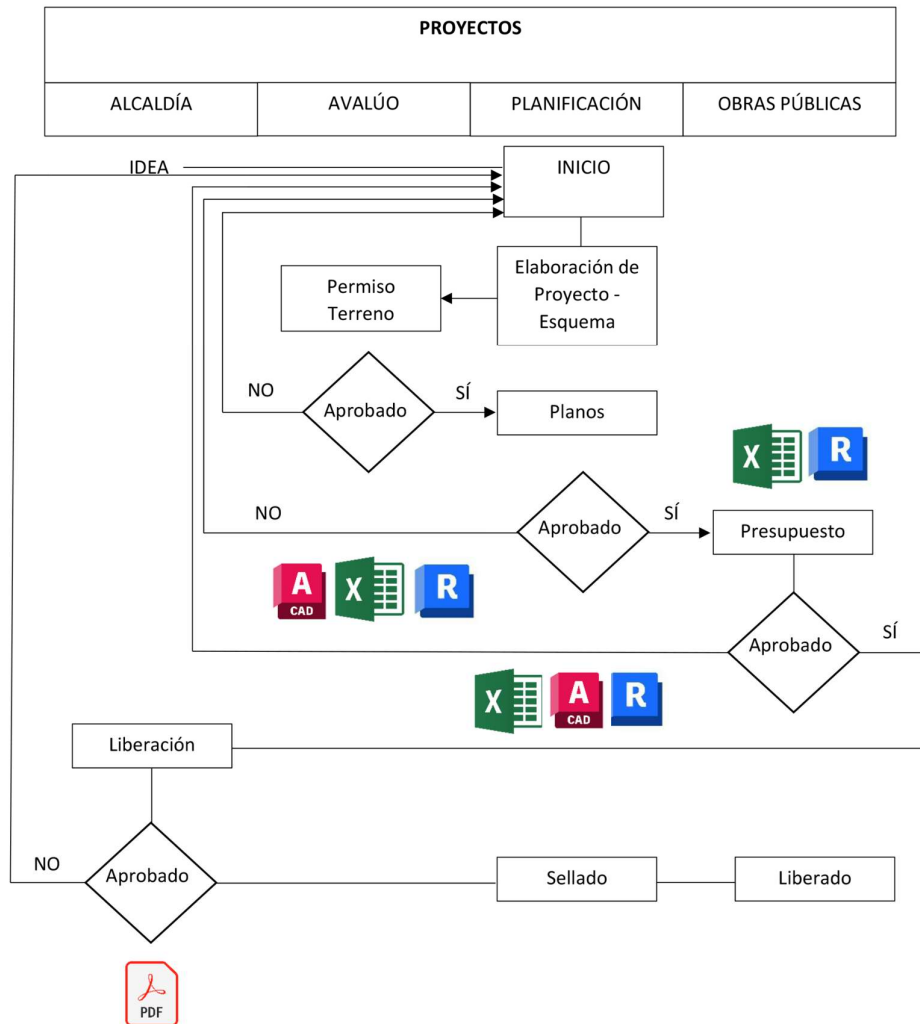 PROYECTOS
ALCALDÍA
AVALÚO
PLANIFICACIÓN
OBRAS PÚBLICAS
IDEA
INICIO
Elaboración de
Proyecto -
Esquema
Permiso
Terreno
NO
Aprobado
SÍ
Planos
X
R
NO
Aprobado
SÍ
Presupuesto
A
CAD
X
R
Aprobado
SÍ
X
A
CAD
R
Liberación
NO
Aprobado
Sellado
Liberado
PDF